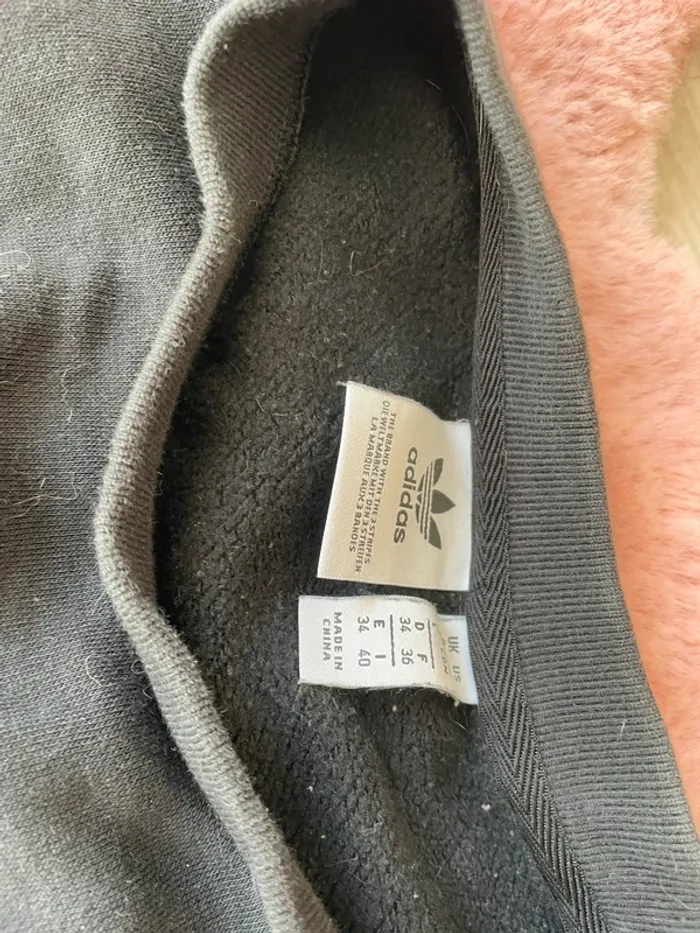 adidas
THE BRAND WITH THE 3 STRIPES
DIE WELTMARKE MIT DEN 3 STREIFEN
LA MARQUE AUX 3 BANDES
UK US
D F
34 36
E I
34 40
MADE IN
CHINA